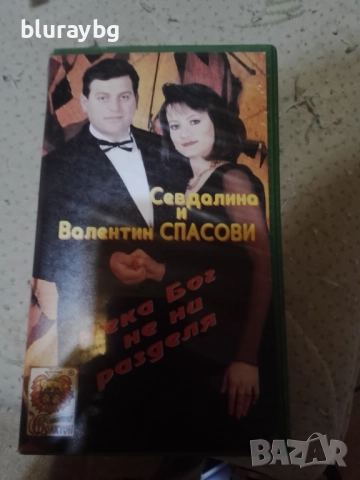 bluraybg
Севдалина
и
Валентин СПАСОВИ
Нека Бог
не ни
разделя
BAZAR